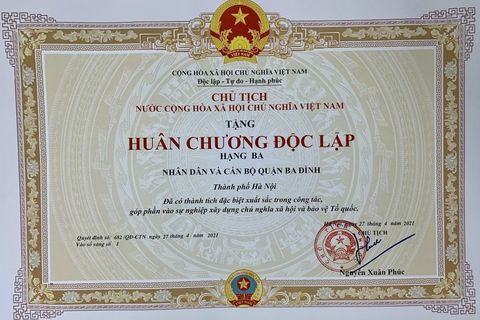 CỘNG HÒA XÃ HỘI CHỦ NGHĨA VIỆT NAM
Độc lập - Tự do - Hạnh phúc
CHỦ TỊCH
NƯỚC CỘNG HÒA XÃ HỘI CHỦ NGHĨA VIỆT NAM
TẶNG
HUÂN CHƯƠNG ĐỘC LẬP
HẠNG BA
NHÂN DÂN VÀ CÁN BỘ QUẬN BA ĐÌNH
Thành phố Hà Nội
Đã có thành tích đặc biệt xuất sắc trong công tác,
góp phần vào sự nghiệp xây dựng chủ nghĩa xã hội và bảo vệ Tổ quốc.
Quyết định số: 682 /QĐ-CTN ngày 27 tháng 4 năm 2021
Vào sổ vàng số 1
ngày 27 tháng 4 năm 2021
CHỦ TỊCH
Nguyễn Xuân Phúc